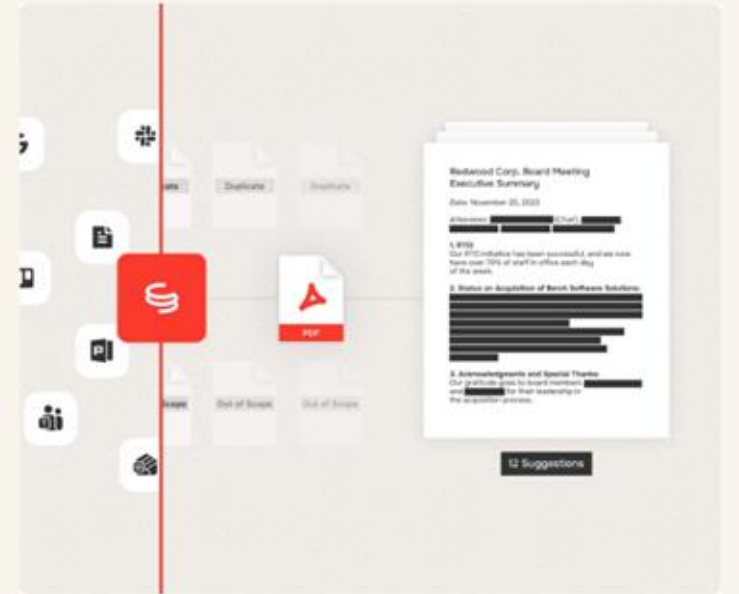 Duplicate
Duplicate
PDF
Out of Scope
Out of Scope
Redwood Corp. Board Meeting
Executive Summary
Date: November 20, 2023
Attendees: (Chair),
1. RTO
Our RTO initiative has been successful, and we now
have over 70% of staff in office each day
of the week.
2. Status on Acquisition of Software Solutions:
3. Acknowledgments and Special Thanks
Our gratitude goes to board members
and for their leadership in
the acquisition process.
12 Suggestions